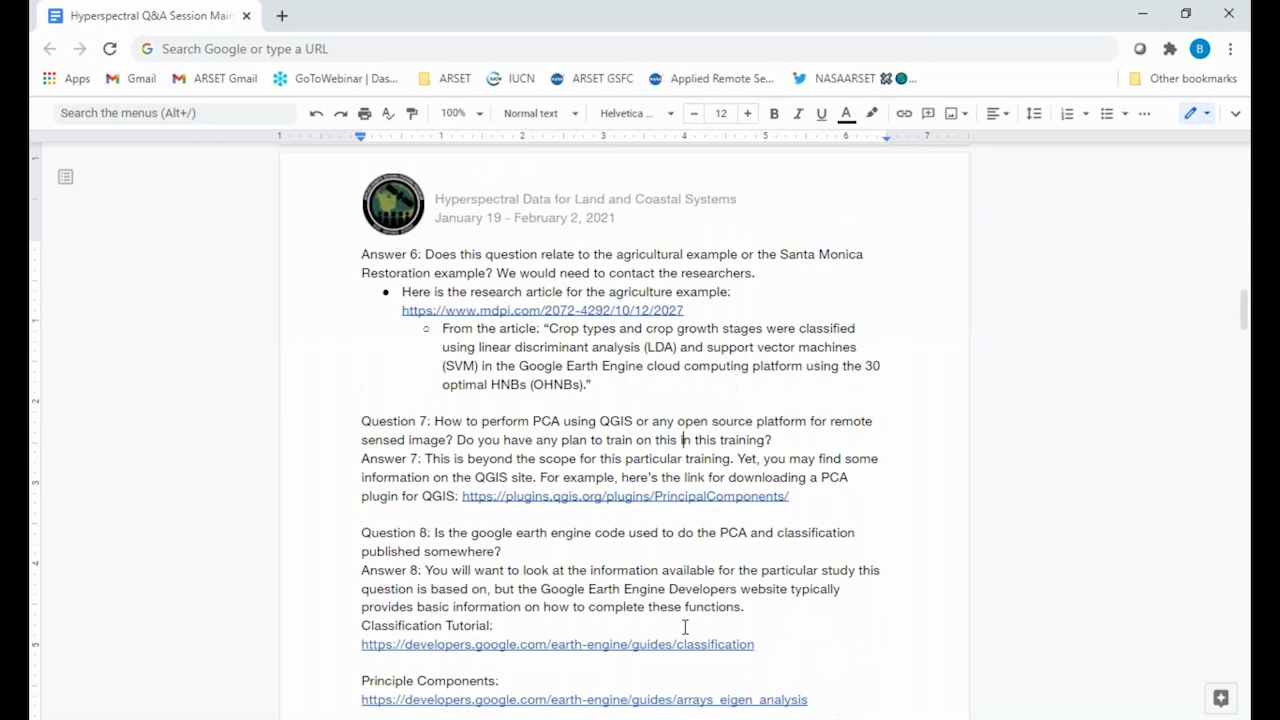 Hyperspectral Q&A Session Main
Search Google or type a URL
B
Apps Gmail ARSET Gmail GoToWebinar | Das... ARSET IUCN ARSET GSFC Applied Remote Se... NASAARSET 🛰🌎... Other bookmarks
Search the menus (Alt+/) 100% Normal text Helvetica ... 12 B I U A
1 1 2 3 4 5 6 7
Hyperspectral Data for Land and Coastal Systems
January 19 - February 2, 2021
Answer 6: Does this question relate to the agricultural example or the Santa Monica
Restoration example? We would need to contact the researchers.
● Here is the research article for the agriculture example:
https://www.mdpi.com/2072-4292/10/12/2027
○ From the article: “Crop types and crop growth stages were classified
using linear discriminant analysis (LDA) and support vector machines
(SVM) in the Google Earth Engine cloud computing platform using the 30
optimal HNBs (OHNBs).”
Question 7: How to perform PCA using QGIS or any open source platform for remote
sensed image? Do you have any plan to train on this in this training?
Answer 7: This is beyond the scope for this particular training. Yet, you may find some
information on the QGIS site. For example, here’s the link for downloading a PCA
plugin for QGIS: https://plugins.qgis.org/plugins/PrincipalComponents/
Question 8: Is the google earth engine code used to do the PCA and classification
published somewhere?
Answer 8: You will want to look at the information available for the particular study this
question is based on, but the Google Earth Engine Developers website typically
provides basic information on how to complete these functions.
Classification Tutorial:
https://developers.google.com/earth-engine/guides/classification
Principle Components:
https://developers.google.com/earth-engine/guides/arrays_eigen_analysis